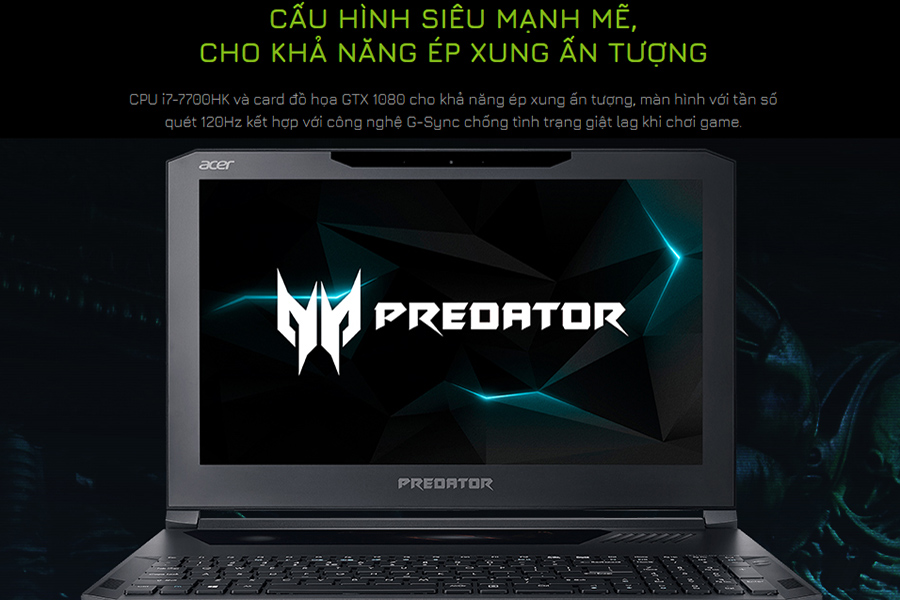 CẤU HÌNH SIÊU MẠNH MẼ,
CHO KHẢ NĂNG ÉP XUNG ẤN TƯỢNG
CPU i7-7700HK và card đồ họa GTX 1080 cho khả năng ép xung ấn tượng, màn hình với tần số
quét 120Hz kết hợp với công nghệ G-Sync chống tình trạng giật lag khi chơi game.
acer
PREDATOR
PREDATOR